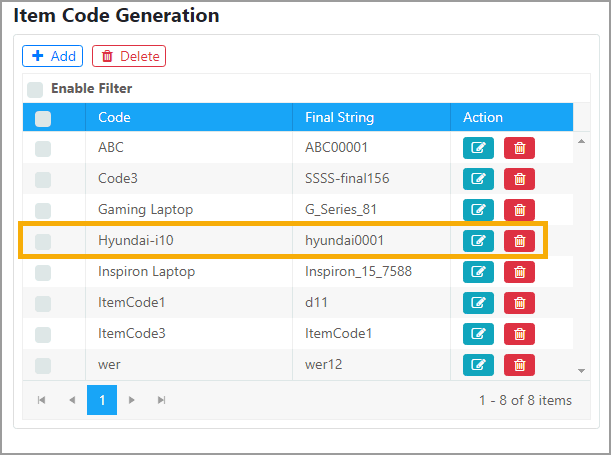 Item Code Generation
Add Delete
Enable Filter
Code Final String Action
ABC ABC00001
Code3 SSSS-final156
Gaming Laptop G_Series_81
Hyundai-i10 hyundai0001
Inspiron Laptop Inspiron_15_7588
ItemCode1 d11
ItemCode3 ItemCode1
wer wer12
1 1 - 8 of 8 items